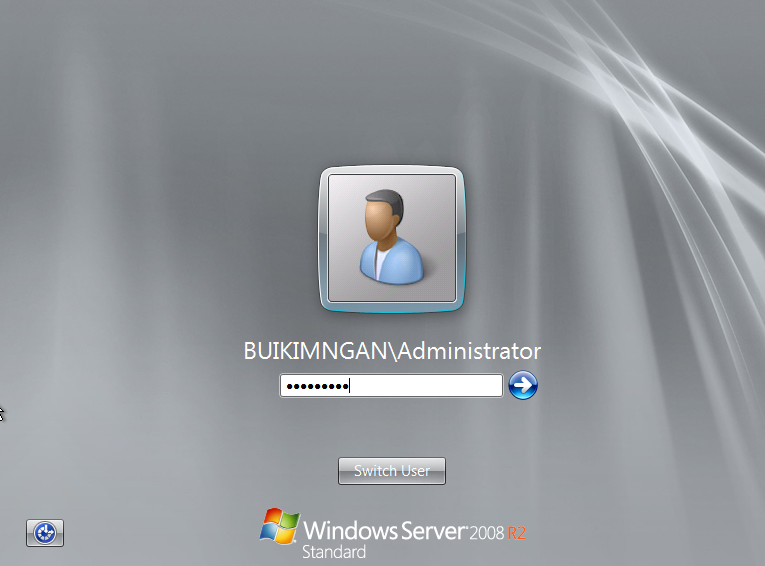 BUIKIMNGAN\Administrator
•••••••••
Switch User
Windows Server 2008 R2
Standard